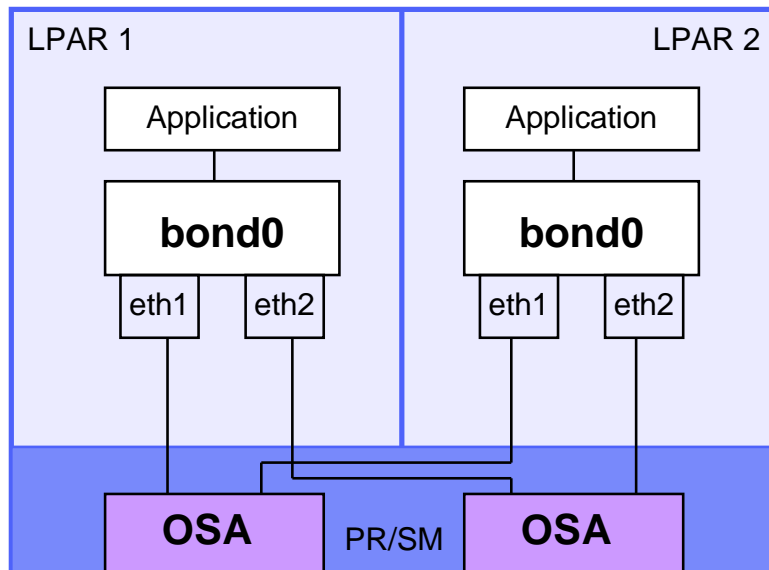 LPAR 1
LPAR 2
Application
Application
bond0
bond0
eth1
eth2
eth1
eth2
OSA
PR/SM
OSA